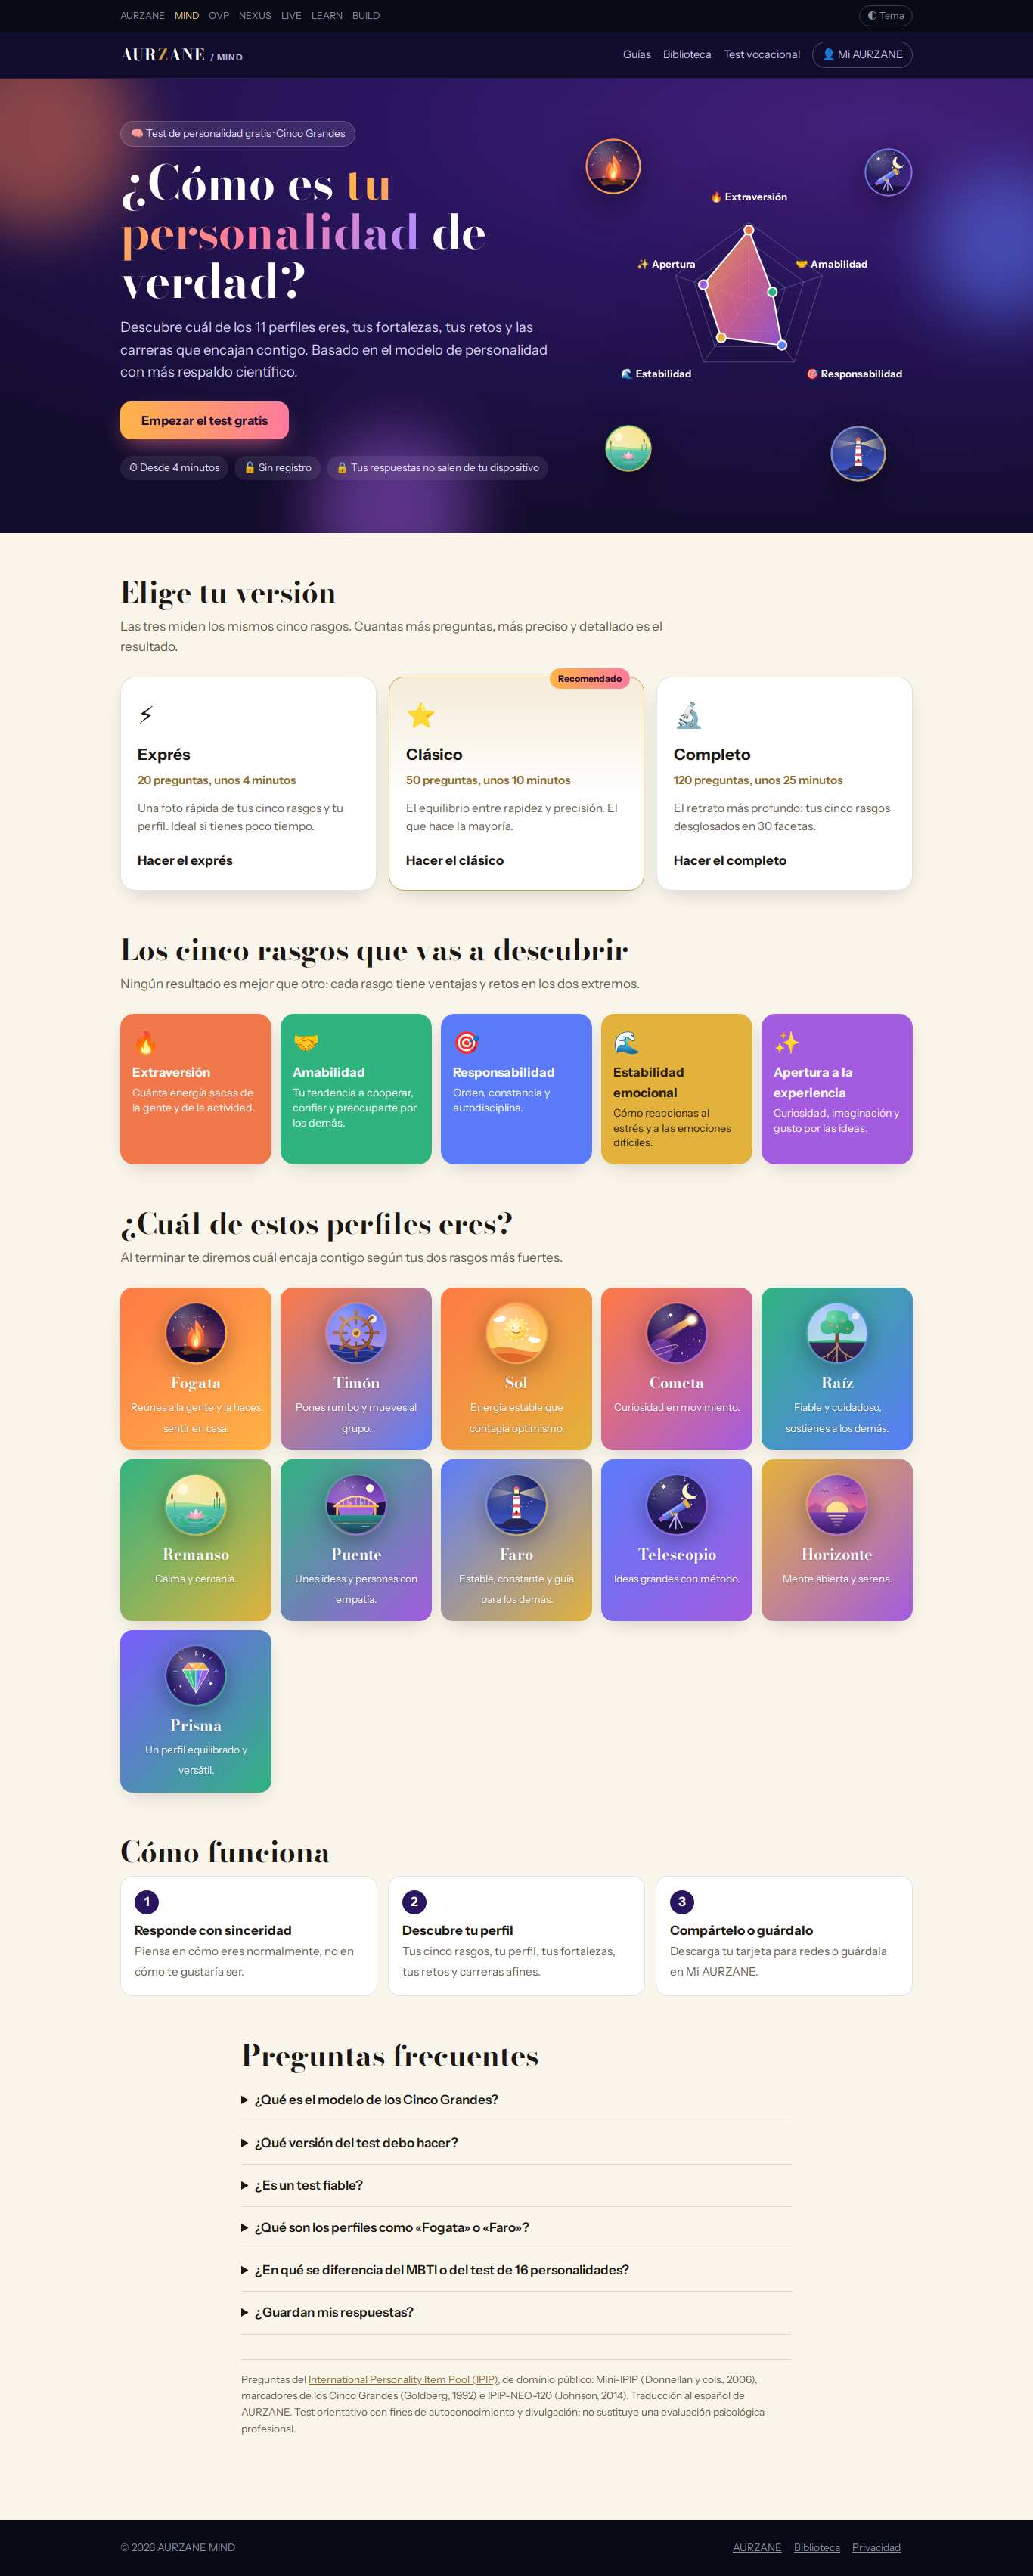 AURZANE MIND OVP NEXUS LIVE LEARN BUILD
Tema
AURZANE / MIND
Guías Biblioteca Test vocacional Mi AURZANE
Test de personalidad gratis · Cinco Grandes
¿Cómo es tu
personalidad de
verdad?
Descubre cuál de los 11 perfiles eres, tus fortalezas, tus retos y las
carreras que encajan contigo. Basado en el modelo de personalidad
con más respaldo científico.
Empezar el test gratis
Desde 4 minutos
Sin registro
Tus respuestas no salen de tu dispositivo
Extraversión
Apertura
Amabilidad
Estabilidad
Responsabilidad
Elige tu versión
Las tres miden los mismos cinco rasgos. Cuantas más preguntas, más preciso y detallado es el
resultado.
Exprés
20 preguntas, unos 4 minutos
Una foto rápida de tus cinco rasgos y tu
perfil. Ideal si tienes poco tiempo.
Hacer el exprés
Recomendado
Clásico
50 preguntas, unos 10 minutos
El equilibrio entre rapidez y precisión. El
que hace la mayoría.
Hacer el clásico
Completo
120 preguntas, unos 25 minutos
El retrato más profundo: tus cinco rasgos
desglosados en 30 facetas.
Hacer el completo
Los cinco rasgos que vas a descubrir
Ningún resultado es mejor que otro: cada rasgo tiene ventajas y retos en los dos extremos.
Extraversión
Cuánta energía sacas de
la gente y de la actividad.
Amabilidad
Tu tendencia a cooperar,
confiar y preocuparte por
los demás.
Responsabilidad
Orden, constancia y
autodisciplina.
Estabilidad
emocional
Cómo reaccionas al
estrés y a las emociones
difíciles.
Apertura a la
experiencia
Curiosidad, imaginación y
gusto por las ideas.
¿Cuál de estos perfiles eres?
Al terminar te diremos cuál encaja contigo según tus dos rasgos más fuertes.
Fogata
Reúnes a la gente y la haces
sentir en casa.
Timón
Pones rumbo y mueves al
grupo.
Sol
Energía estable que
contagia optimismo.
Cometa
Curiosidad en movimiento.
Raíz
Fiable y cuidadoso,
sostienes a los demás.
Remanso
Calma y cercanía.
Puente
Unes ideas y personas con
empatía.
Faro
Estable, constante y guía
para los demás.
Telescopio
Ideas grandes con método.
Horizonte
Mente abierta y serena.
Prisma
Un perfil equilibrado y
versátil.
Cómo funciona
1
Responde con sinceridad
Piensa en cómo eres normalmente, no en
cómo te gustaría ser.
2
Descubre tu perfil
Tus cinco rasgos, tu perfil, tus fortalezas,
tus retos y carreras afines.
3
Compártelo o guárdalo
Descarga tu tarjeta para redes o guárdala
en Mi AURZANE.
Preguntas frecuentes
¿Qué es el modelo de los Cinco Grandes?
¿Qué versión del test debo hacer?
¿Es un test fiable?
¿Qué son los perfiles como «Fogata» o «Faro»?
¿En qué se diferencia del MBTI o del test de 16 personalidades?
¿Guardan mis respuestas?
Preguntas del International Personality Item Pool (IPIP), de dominio público: Mini-IPIP (Donnellan y cols., 2006),
marcadores de los Cinco Grandes (Goldberg, 1992) e IPIP-NEO-120 (Johnson, 2014). Traducción al español de
AURZANE. Test orientativo con fines de autoconocimiento y divulgación; no sustituye una evaluación psicológica
profesional.
© 2026 AURZANE MIND
AURZANE Biblioteca Privacidad